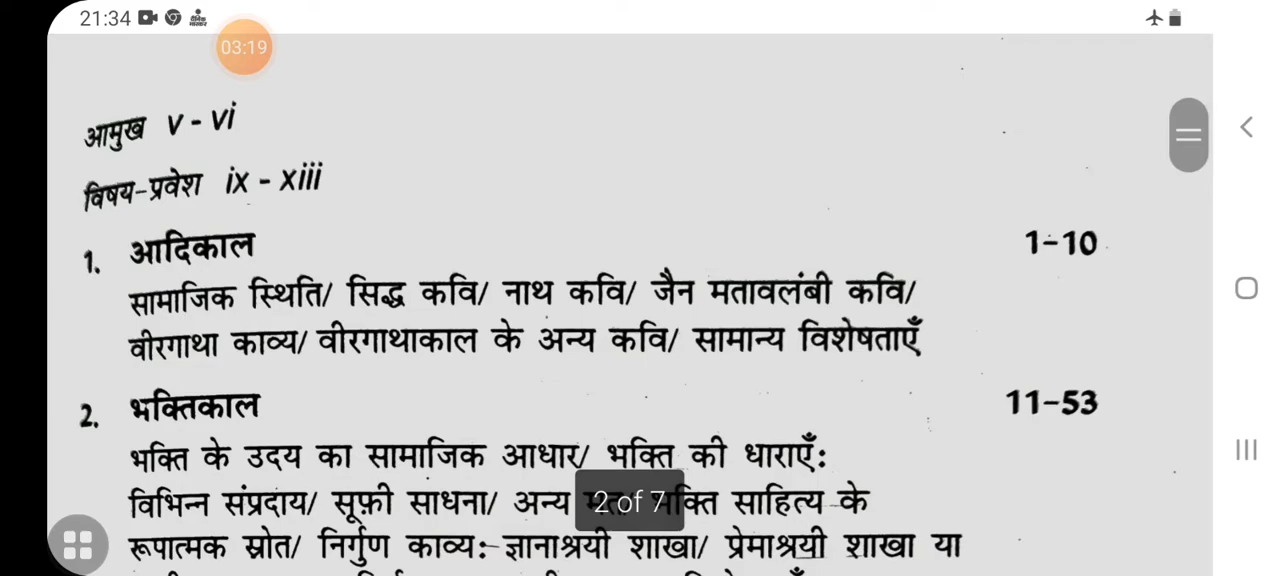 21:34
03:19
आमुख v - vi
विषय-प्रवेश ix - xiii
1. आदिकाल 1-10
सामाजिक स्थिति/ सिद्ध कवि/ नाथ कवि/ जैन मतावलंबी कवि/
वीरगाथा काव्य/ वीरगाथाकाल के अन्य कवि/ सामान्य विशेषताएँ
2. भक्तिकाल 11-53
भक्ति के उदय का सामाजिक आधार/ भक्ति की धाराएँ:
विभिन्न संप्रदाय/ सूफ़ी साधना/ अन्य भक्ति साहित्य के
2 of 7
रूपात्मक स्रोत/ निर्गुण काव्य:- ज्ञानाश्रयी शाखा/ प्रेमाश्रयी शाखा या